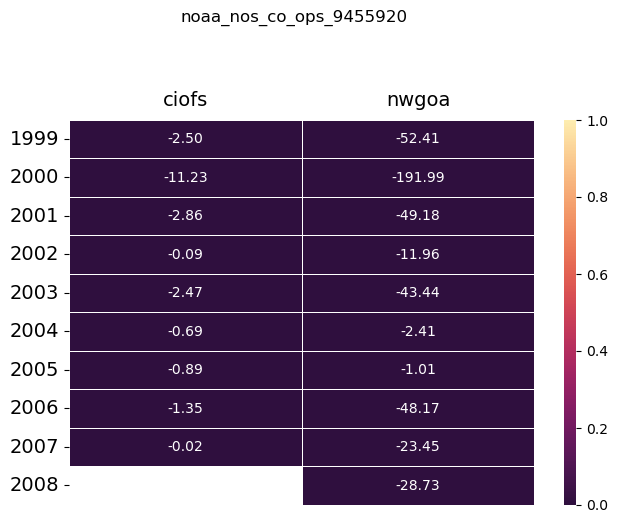 noaa_nos_co_ops_9455920
ciofs nwgoa
1999 -2.50 -52.41
2000 -11.23 -191.99
2001 -2.86 -49.18
2002 -0.09 -11.96
2003 -2.47 -43.44
2004 -0.69 -2.41
2005 -0.89 -1.01
2006 -1.35 -48.17
2007 -0.02 -23.45
2008 -28.73
1.0
0.8
0.6
0.4
0.2
0.0